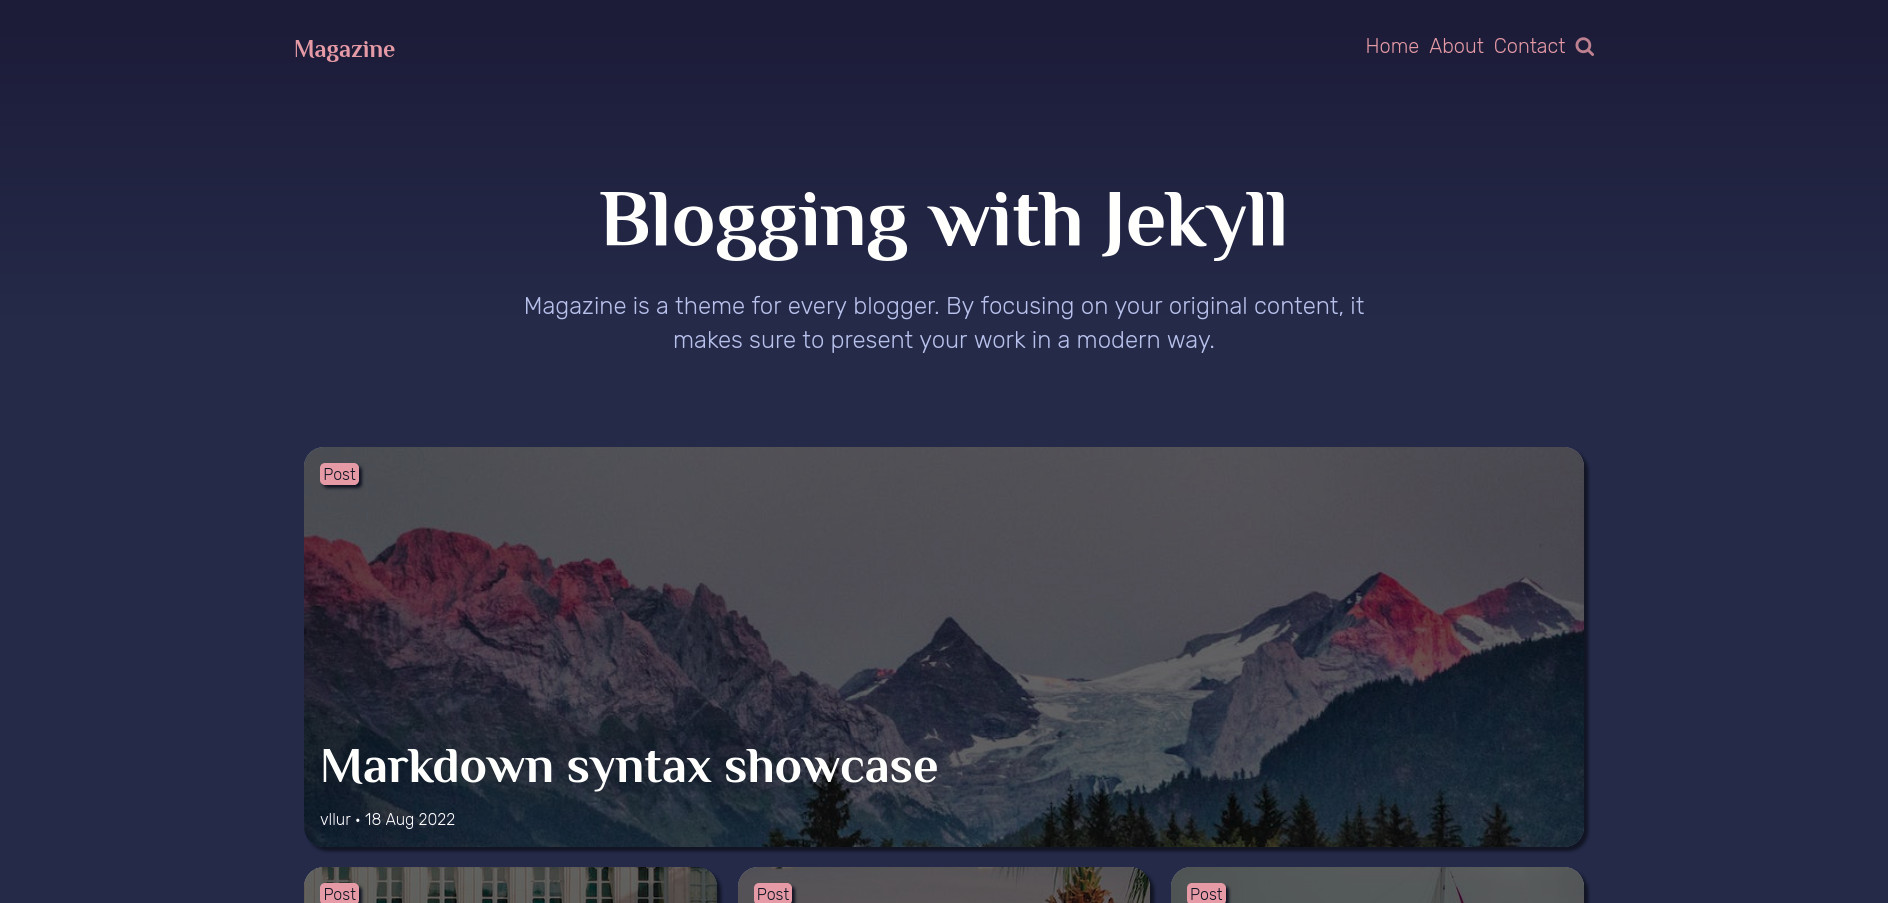 Magazine
Home About Contact
Blogging with Jekyll
Magazine is a theme for every blogger. By focusing on your original content, it
makes sure to present your work in a modern way.
Post
Markdown syntax showcase
vllur • 18 Aug 2022
Post
Post
Post